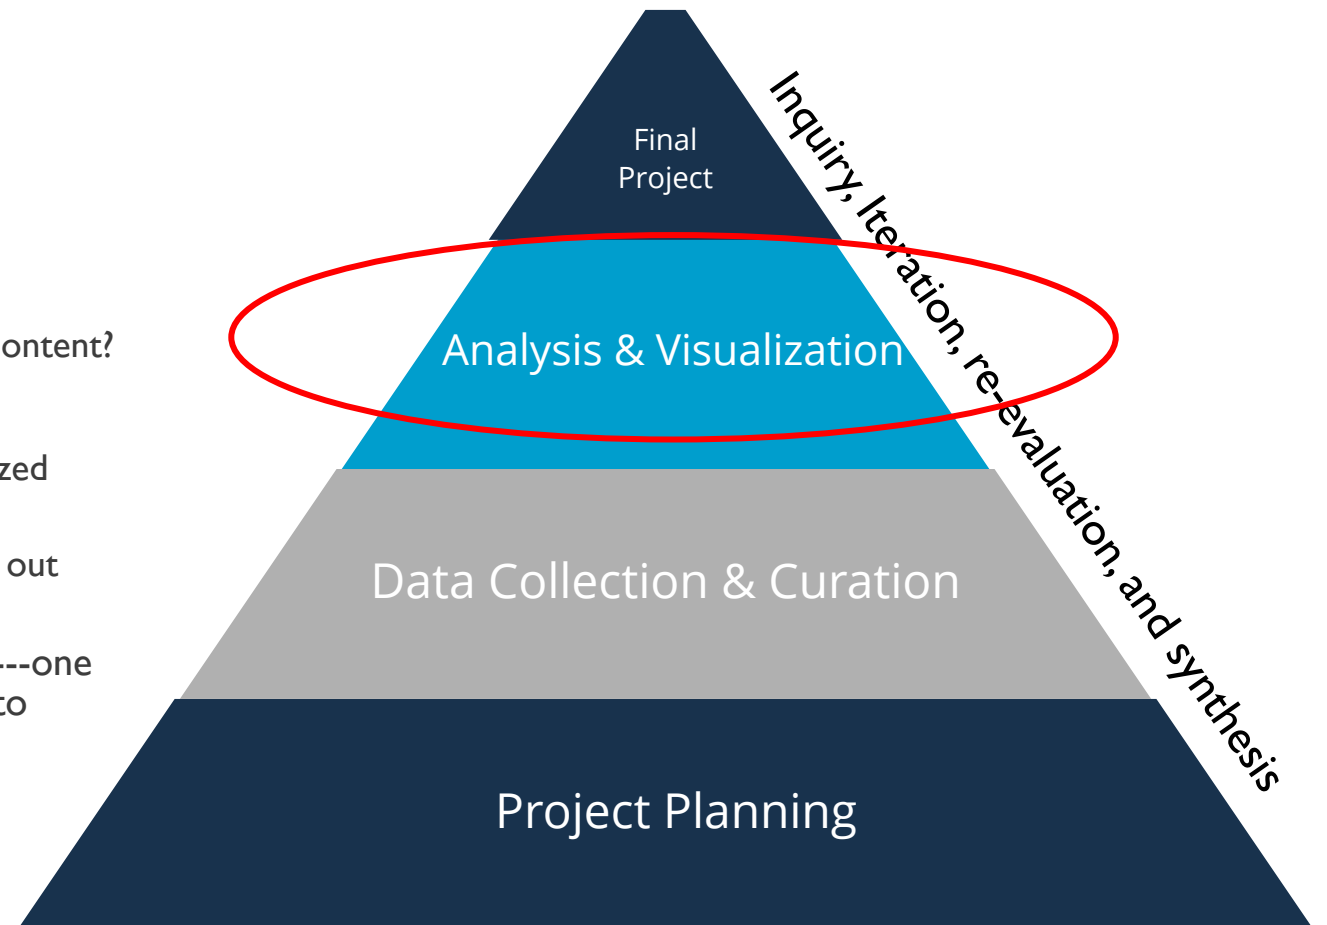 Final
Project
Inquiry, Iteration, re-evaluation, and synthesis
Analysis & Visualization
Data Collection & Curation
Project Planning
ontent?
zed
out
---one
to